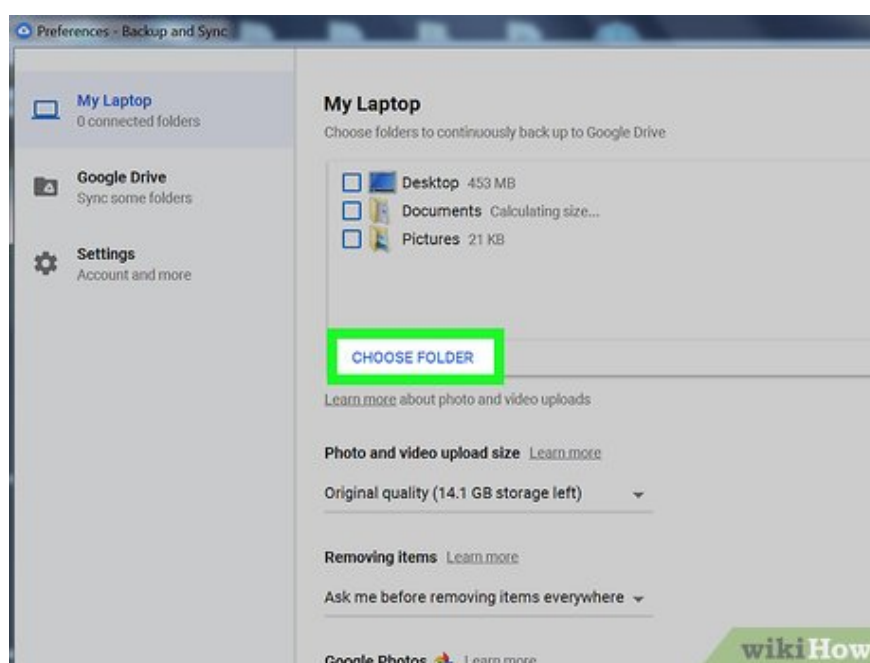 Preferences - Backup and Sync
My Laptop
0 connected folders
Google Drive
Sync some folders
Settings
Account and more
My Laptop
Choose folders to continuously back up to Google Drive
Desktop 453 MB
Documents Calculating size...
Pictures 21 KB
CHOOSE FOLDER
Learn more about photo and video uploads
Photo and video upload size Learn more
Original quality (14.1 GB storage left)
Removing items Learn more
Ask me before removing items everywhere
Google Photos Learn more
wikiHow